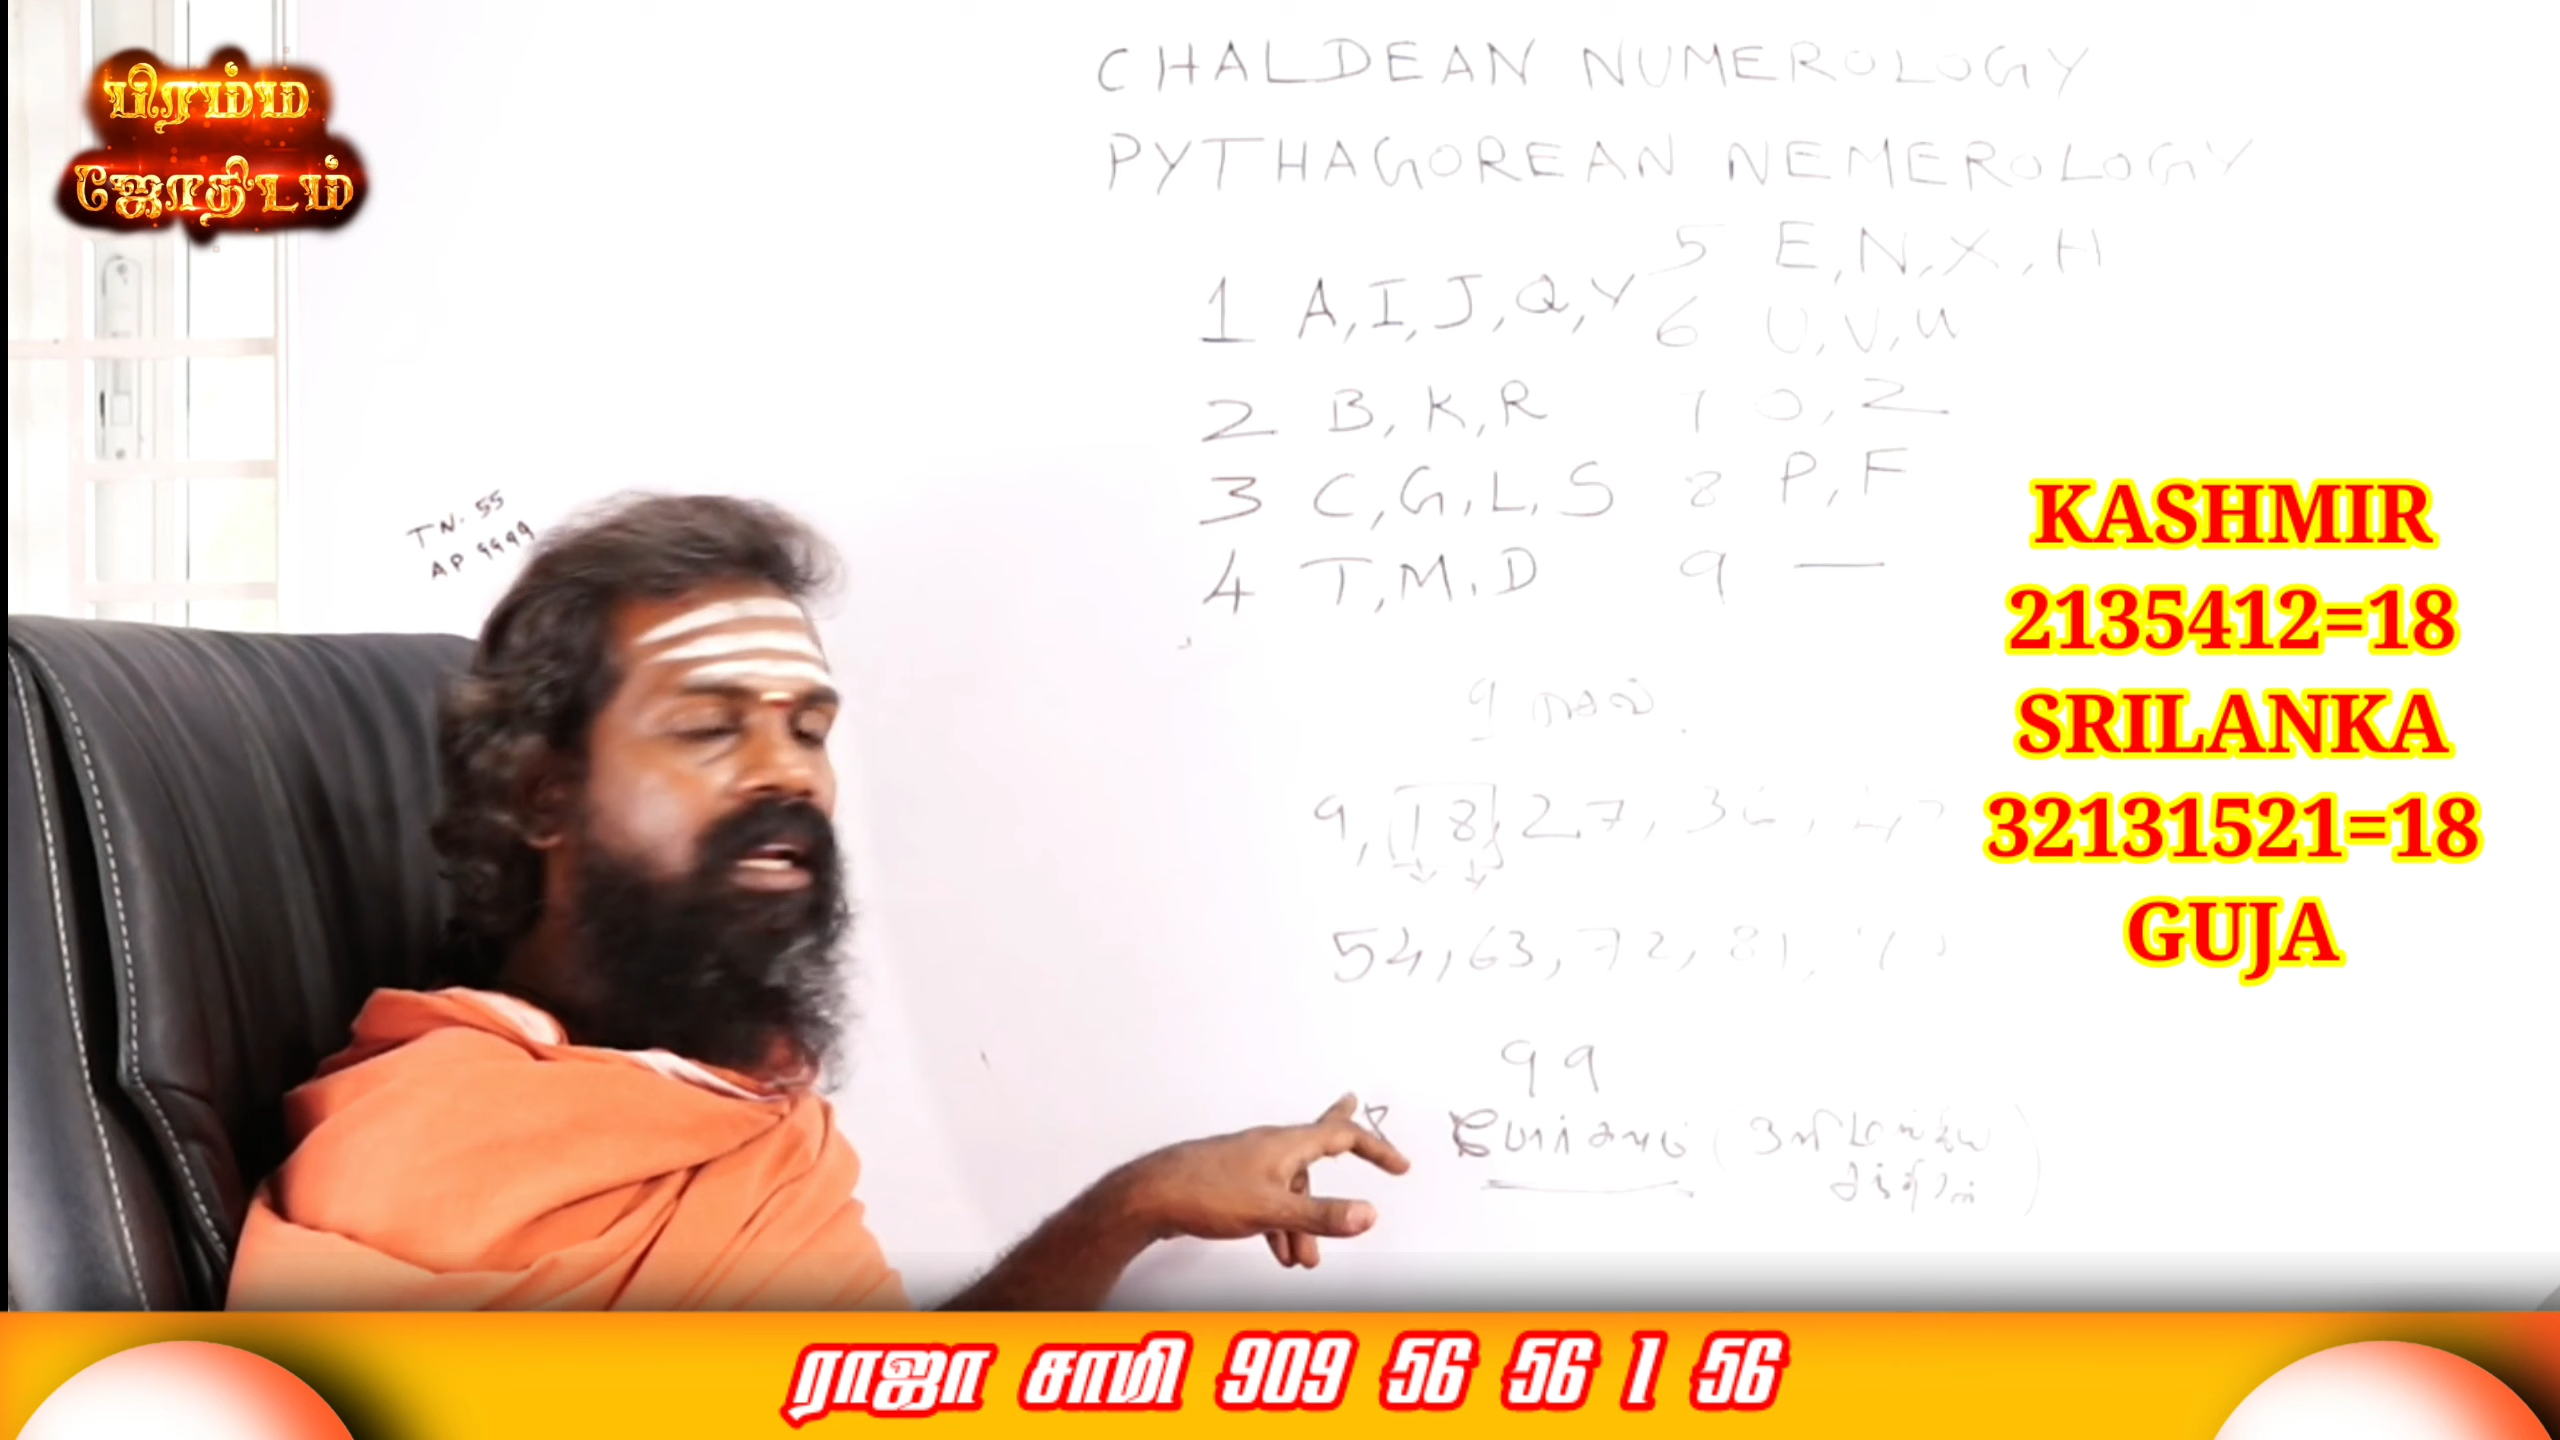 பிரம்ம
ஜோதிடம்
CHALDEAN NUMEROLOGY
PYTHAGOREAN NEMEROLOGY
5 E, N, X, H
1 A, I, J, Q, Y
6 U, V, W
2 B, K, R
7 O, Z
3 C, G, L, S
8 P, F
4 T, M, D
9 —
TN. 55
AP 9999
KASHMIR
2135412=18
SRILANKA
32131521=18
GUJA
9
9, 18, 27, 36,
54, 63, 72, 81,
99
ராஜா சாமி 909 56 56 1 56